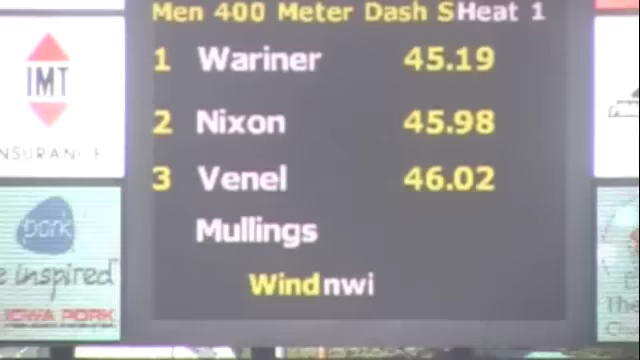 Men 400 Meter Dash SHeat 1
1 Wariner 45.19
2 Nixon 45.98
3 Venel 46.02
Mullings
Windnwi
IMT
pork
inspired
IOWA PORK